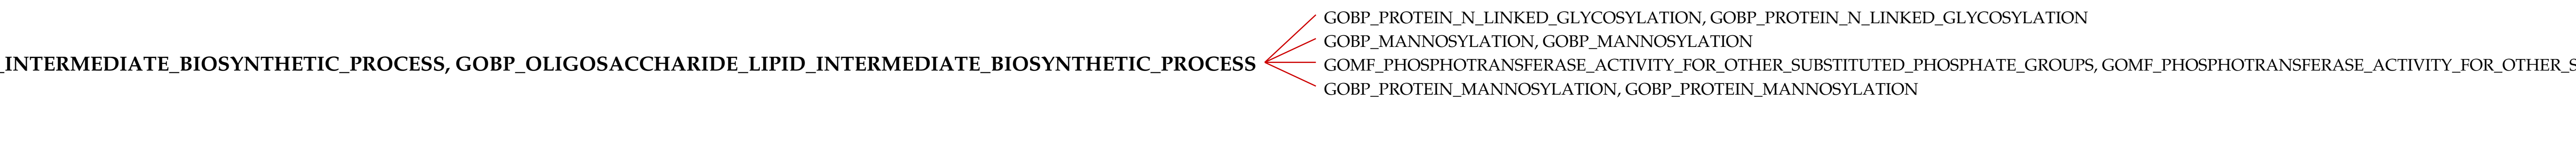 GOBP_PROTEIN_N_LINKED_GLYCOSYLATION, GOBP_PROTEIN_N_LINKED_GLYCOSYLATION
GOBP_MANNOSYLATION, GOBP_MANNOSYLATION
_INTERMEDIATE_BIOSYNTHETIC_PROCESS, GOBP_OLIGOSACCHARIDE_LIPID_INTERMEDIATE_BIOSYNTHETIC_PROCESS
GOMF_PHOSPHOTRANSFERASE_ACTIVITY_FOR_OTHER_SUBSTITUTED_PHOSPHATE_GROUPS, GOMF_PHOSPHOTRANSFERASE_ACTIVITY_FOR_OTHER_S
GOBP_PROTEIN_MANNOSYLATION, GOBP_PROTEIN_MANNOSYLATION